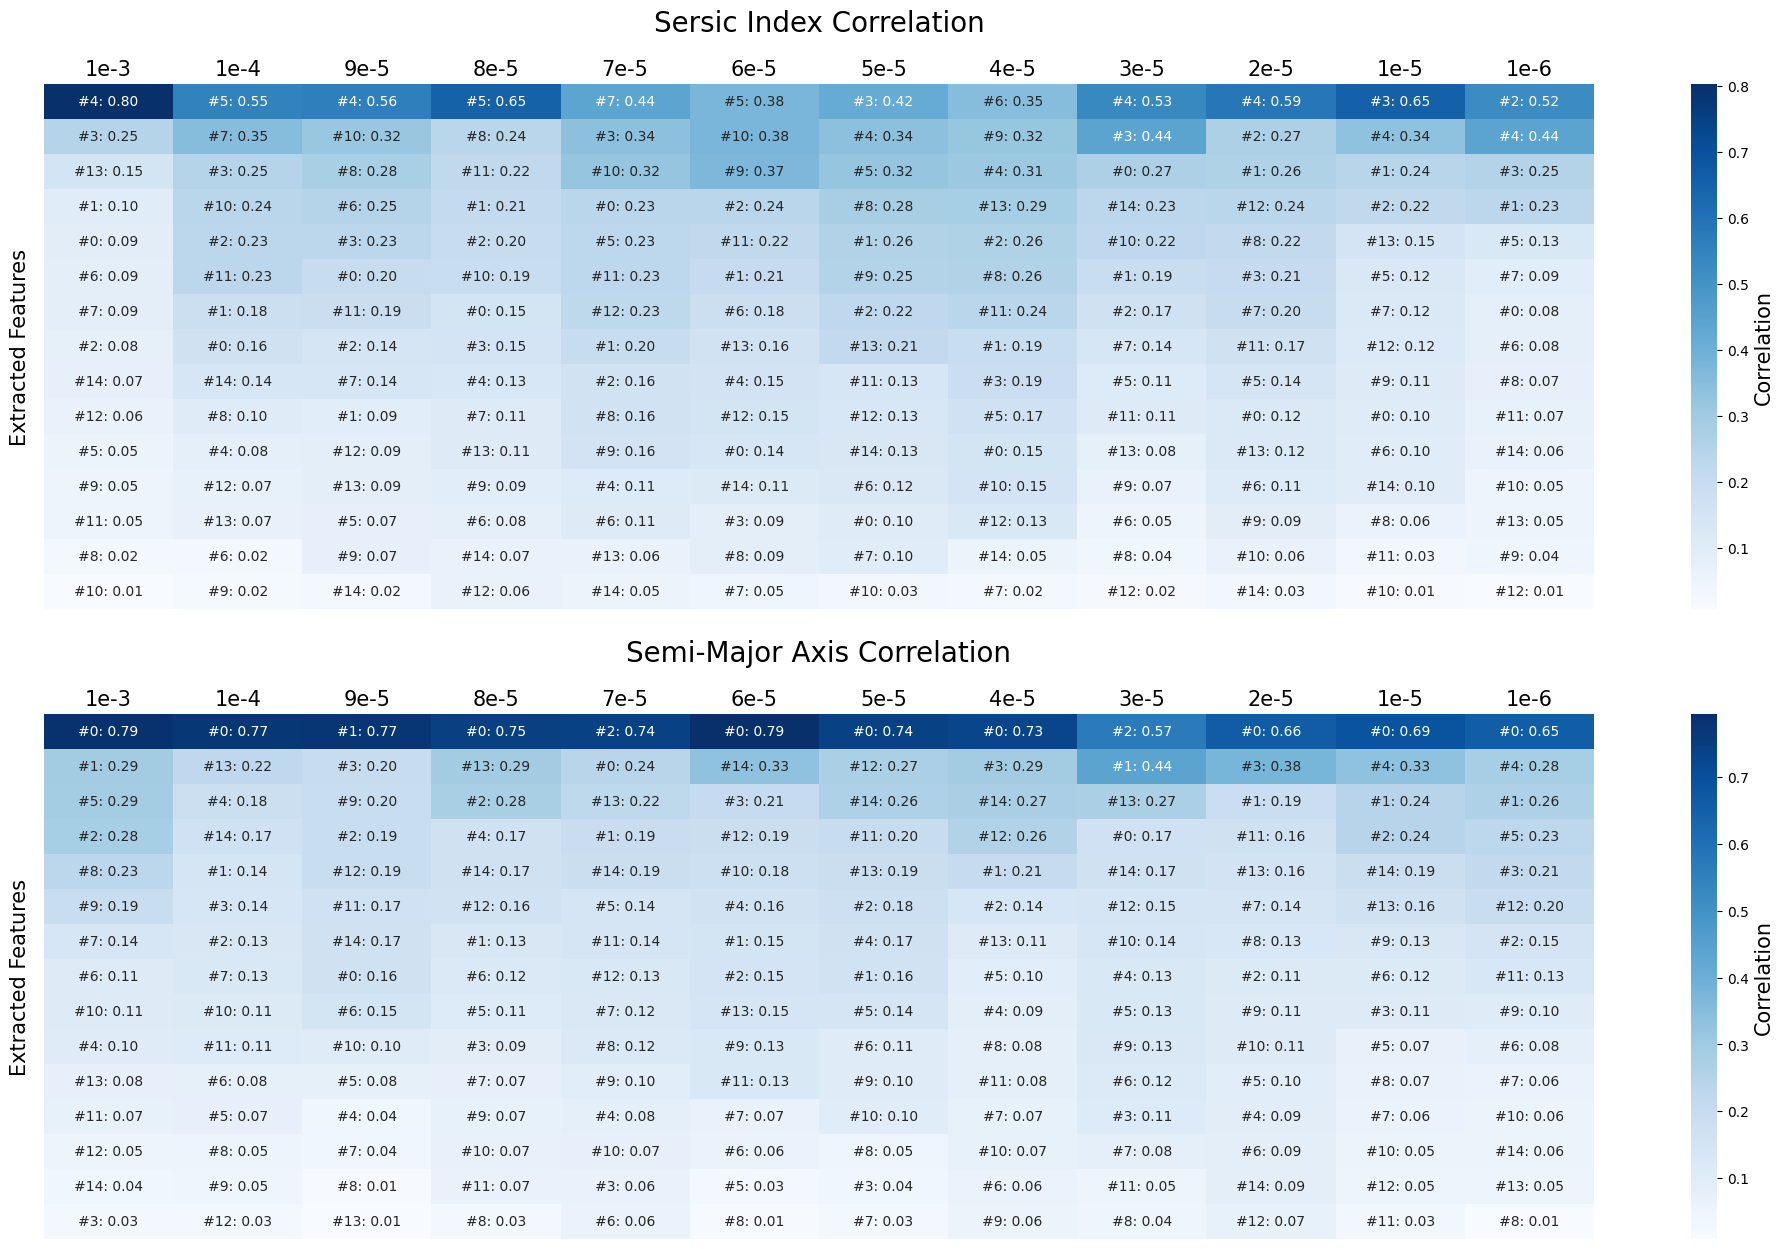 Sersic Index Correlation
1e-3 1e-4 9e-5 8e-5 7e-5 6e-5 5e-5 4e-5 3e-5 2e-5 1e-5 1e-6
#4: 0.80 #5: 0.55 #4: 0.56 #5: 0.65 #7: 0.44 #5: 0.38 #3: 0.42 #6: 0.35 #4: 0.53 #4: 0.59 #3: 0.65 #2: 0.52
#3: 0.25 #7: 0.35 #10: 0.32 #8: 0.24 #3: 0.34 #10: 0.38 #4: 0.34 #9: 0.32 #3: 0.44 #2: 0.27 #4: 0.34 #4: 0.44
#13: 0.15 #3: 0.25 #8: 0.28 #11: 0.22 #10: 0.32 #9: 0.37 #5: 0.32 #4: 0.31 #0: 0.27 #1: 0.26 #1: 0.24 #3: 0.25
#1: 0.10 #10: 0.24 #6: 0.25 #1: 0.21 #0: 0.23 #2: 0.24 #8: 0.28 #13: 0.29 #14: 0.23 #12: 0.24 #2: 0.22 #1: 0.23
#0: 0.09 #2: 0.23 #3: 0.23 #2: 0.20 #5: 0.23 #11: 0.22 #1: 0.26 #2: 0.26 #10: 0.22 #8: 0.22 #13: 0.15 #5: 0.13
#6: 0.09 #11: 0.23 #0: 0.20 #10: 0.19 #11: 0.23 #1: 0.21 #9: 0.25 #8: 0.26 #1: 0.19 #3: 0.21 #5: 0.12 #7: 0.09
#7: 0.09 #1: 0.18 #11: 0.19 #0: 0.15 #12: 0.23 #6: 0.18 #2: 0.22 #11: 0.24 #2: 0.17 #7: 0.20 #7: 0.12 #0: 0.08
#2: 0.08 #0: 0.16 #2: 0.14 #3: 0.15 #1: 0.20 #13: 0.16 #13: 0.21 #1: 0.19 #7: 0.14 #11: 0.17 #12: 0.12 #6: 0.08
#14: 0.07 #14: 0.14 #7: 0.14 #4: 0.13 #2: 0.16 #4: 0.15 #11: 0.13 #3: 0.19 #5: 0.11 #5: 0.14 #9: 0.11 #8: 0.07
#12: 0.06 #8: 0.10 #1: 0.09 #7: 0.11 #8: 0.16 #12: 0.15 #12: 0.13 #5: 0.17 #11: 0.11 #0: 0.12 #0: 0.10 #11: 0.07
#5: 0.05 #4: 0.08 #12: 0.09 #13: 0.11 #9: 0.16 #0: 0.14 #14: 0.13 #0: 0.15 #13: 0.08 #13: 0.12 #6: 0.10 #14: 0.06
#9: 0.05 #12: 0.07 #13: 0.09 #9: 0.09 #4: 0.11 #14: 0.11 #6: 0.12 #10: 0.15 #9: 0.07 #6: 0.11 #14: 0.10 #10: 0.05
#11: 0.05 #13: 0.07 #5: 0.07 #6: 0.08 #6: 0.11 #3: 0.09 #0: 0.10 #12: 0.13 #6: 0.05 #9: 0.09 #8: 0.06 #13: 0.05
#8: 0.02 #6: 0.02 #9: 0.07 #14: 0.07 #13: 0.06 #8: 0.09 #7: 0.10 #14: 0.05 #8: 0.04 #10: 0.06 #11: 0.03 #9: 0.04
#10: 0.01 #9: 0.02 #14: 0.02 #12: 0.06 #14: 0.05 #7: 0.05 #10: 0.03 #7: 0.02 #12: 0.02 #14: 0.03 #10: 0.01 #12: 0.01
Extracted Features
0.8
0.7
0.6
0.5
0.4
0.3
0.2
0.1
Correlation
Semi-Major Axis Correlation
1e-3 1e-4 9e-5 8e-5 7e-5 6e-5 5e-5 4e-5 3e-5 2e-5 1e-5 1e-6
#0: 0.79 #0: 0.77 #1: 0.77 #0: 0.75 #2: 0.74 #0: 0.79 #0: 0.74 #0: 0.73 #2: 0.57 #0: 0.66 #0: 0.69 #0: 0.65
#1: 0.29 #13: 0.22 #3: 0.20 #13: 0.29 #0: 0.24 #14: 0.33 #12: 0.27 #3: 0.29 #1: 0.44 #3: 0.38 #4: 0.33 #4: 0.28
#5: 0.29 #4: 0.18 #9: 0.20 #2: 0.28 #13: 0.22 #3: 0.21 #14: 0.26 #14: 0.27 #13: 0.27 #1: 0.19 #1: 0.24 #1: 0.26
#2: 0.28 #14: 0.17 #2: 0.19 #4: 0.17 #1: 0.19 #12: 0.19 #11: 0.20 #12: 0.26 #0: 0.17 #11: 0.16 #2: 0.24 #5: 0.23
#8: 0.23 #1: 0.14 #12: 0.19 #14: 0.17 #14: 0.19 #10: 0.18 #13: 0.19 #1: 0.21 #14: 0.17 #13: 0.16 #14: 0.19 #3: 0.21
#9: 0.19 #3: 0.14 #11: 0.17 #12: 0.16 #5: 0.14 #4: 0.16 #2: 0.18 #2: 0.14 #12: 0.15 #7: 0.14 #13: 0.16 #12: 0.20
#7: 0.14 #2: 0.13 #14: 0.17 #1: 0.13 #11: 0.14 #1: 0.15 #4: 0.17 #13: 0.11 #10: 0.14 #8: 0.13 #9: 0.13 #2: 0.15
#6: 0.11 #7: 0.13 #0: 0.16 #6: 0.12 #12: 0.13 #2: 0.15 #1: 0.16 #5: 0.10 #4: 0.13 #2: 0.11 #6: 0.12 #11: 0.13
#10: 0.11 #10: 0.11 #6: 0.15 #5: 0.11 #7: 0.12 #13: 0.15 #5: 0.14 #4: 0.09 #5: 0.13 #9: 0.11 #3: 0.11 #9: 0.10
#4: 0.10 #11: 0.11 #10: 0.10 #3: 0.09 #8: 0.12 #9: 0.13 #6: 0.11 #8: 0.08 #9: 0.13 #10: 0.11 #5: 0.07 #6: 0.08
#13: 0.08 #6: 0.08 #5: 0.08 #7: 0.07 #9: 0.10 #11: 0.13 #9: 0.10 #11: 0.08 #6: 0.12 #5: 0.10 #8: 0.07 #7: 0.06
#11: 0.07 #5: 0.07 #4: 0.04 #9: 0.07 #4: 0.08 #7: 0.07 #10: 0.10 #7: 0.07 #3: 0.11 #4: 0.09 #7: 0.06 #10: 0.06
#12: 0.05 #8: 0.05 #7: 0.04 #10: 0.07 #10: 0.07 #6: 0.06 #8: 0.05 #10: 0.07 #7: 0.08 #6: 0.09 #10: 0.05 #14: 0.06
#14: 0.04 #9: 0.05 #8: 0.01 #11: 0.07 #3: 0.06 #5: 0.03 #3: 0.04 #6: 0.06 #11: 0.05 #14: 0.09 #12: 0.05 #13: 0.05
#3: 0.03 #12: 0.03 #13: 0.01 #8: 0.03 #6: 0.06 #8: 0.01 #7: 0.03 #9: 0.06 #8: 0.04 #12: 0.07 #11: 0.03 #8: 0.01
Extracted Features
0.7
0.6
0.5
0.4
0.3
0.2
0.1
Correlation